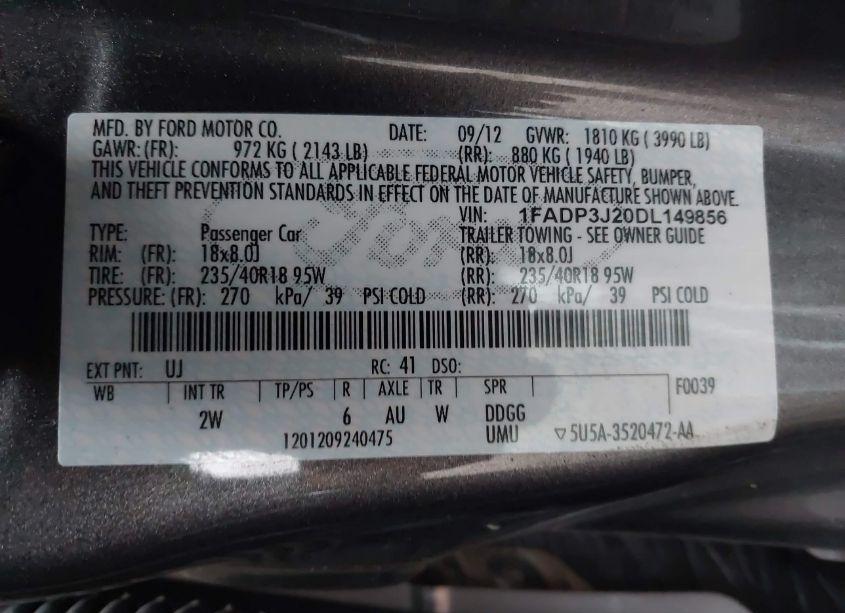 MFD. BY FORD MOTOR CO. DATE: 09/12 GVWR: 1810 KG ( 3990 LB)
GAWR: (FR): 972 KG ( 2143 LB) (RR): 880 KG ( 1940 LB)
THIS VEHICLE CONFORMS TO ALL APPLICABLE FEDERAL MOTOR VEHICLE SAFETY, BUMPER,
AND THEFT PREVENTION STANDARDS IN EFFECT ON THE DATE OF MANUFACTURE SHOWN ABOVE.
VIN: 1FADP3J20DL149856
TYPE: Passenger Car TRAILER TOWING - SEE OWNER GUIDE
RIM: (FR): 18x8.0J (RR): 18x8.0J
TIRE: (FR): 235/40R18 95W (RR): 235/40R18 95W
PRESSURE: (FR): 270 kPa/ 39 PSI COLD (RR): 270 kPa/ 39 PSI COLD
EXT PNT: UJ RC: 41 DSO:
WB INT TR TP/PS R AXLE TR SPR F0039
2W 6 AU W DDGG
1201209240475 UMU ▽5U5A-3520472-AA
Ford